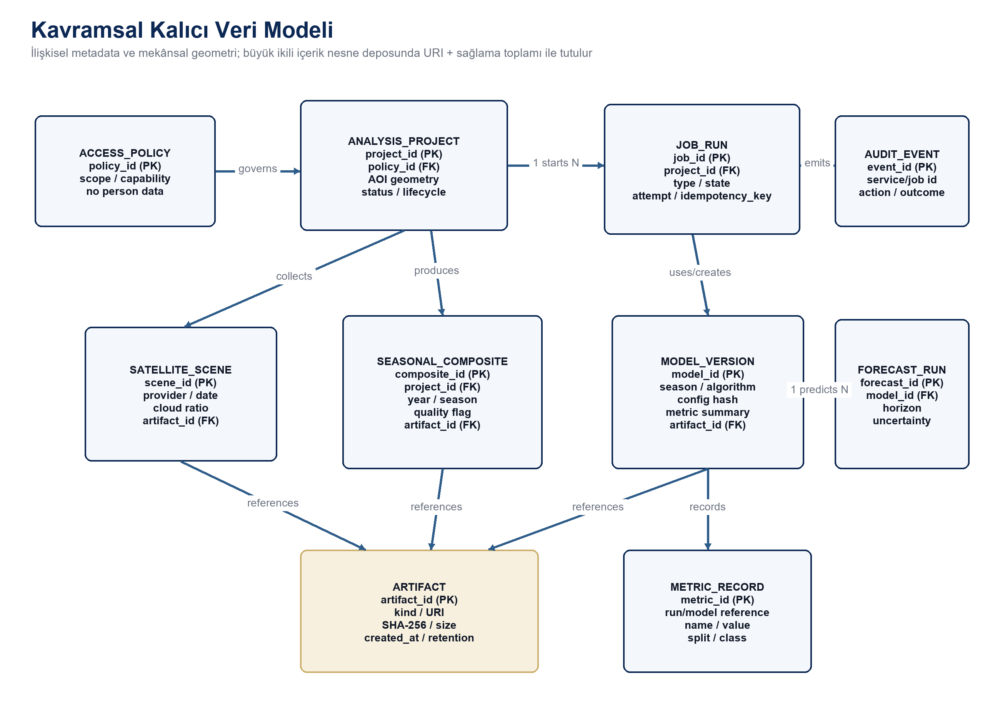 Kavramsal Kalıcı Veri Modeli
İlişkisel metadata ve mekânsal geometri; büyük ikili içerik nesne deposunda URI + sağlama toplamı ile tutulur
ACCESS_POLICY
policy_id (PK)
scope / capability
no person data
governs
ANALYSIS_PROJECT
project_id (PK)
policy_id (FK)
AOI geometry
status / lifecycle
1 starts N
JOB_RUN
job_id (PK)
project_id (FK)
type / state
attempt / idempotency_key
emits
AUDIT_EVENT
event_id (PK)
service/job id
action / outcome
collects
produces
uses/creates
SATELLITE_SCENE
scene_id (PK)
provider / date
cloud ratio
artifact_id (FK)
SEASONAL_COMPOSITE
composite_id (PK)
project_id (FK)
year / season
quality flag
artifact_id (FK)
MODEL_VERSION
model_id (PK)
season / algorithm
config hash
metric summary
artifact_id (FK)
1 predicts N
FORECAST_RUN
forecast_id (PK)
model_id (FK)
horizon
uncertainty
references
references
references
records
ARTIFACT
artifact_id (PK)
kind / URI
SHA-256 / size
created_at / retention
METRIC_RECORD
metric_id (PK)
run/model reference
name / value
split / class